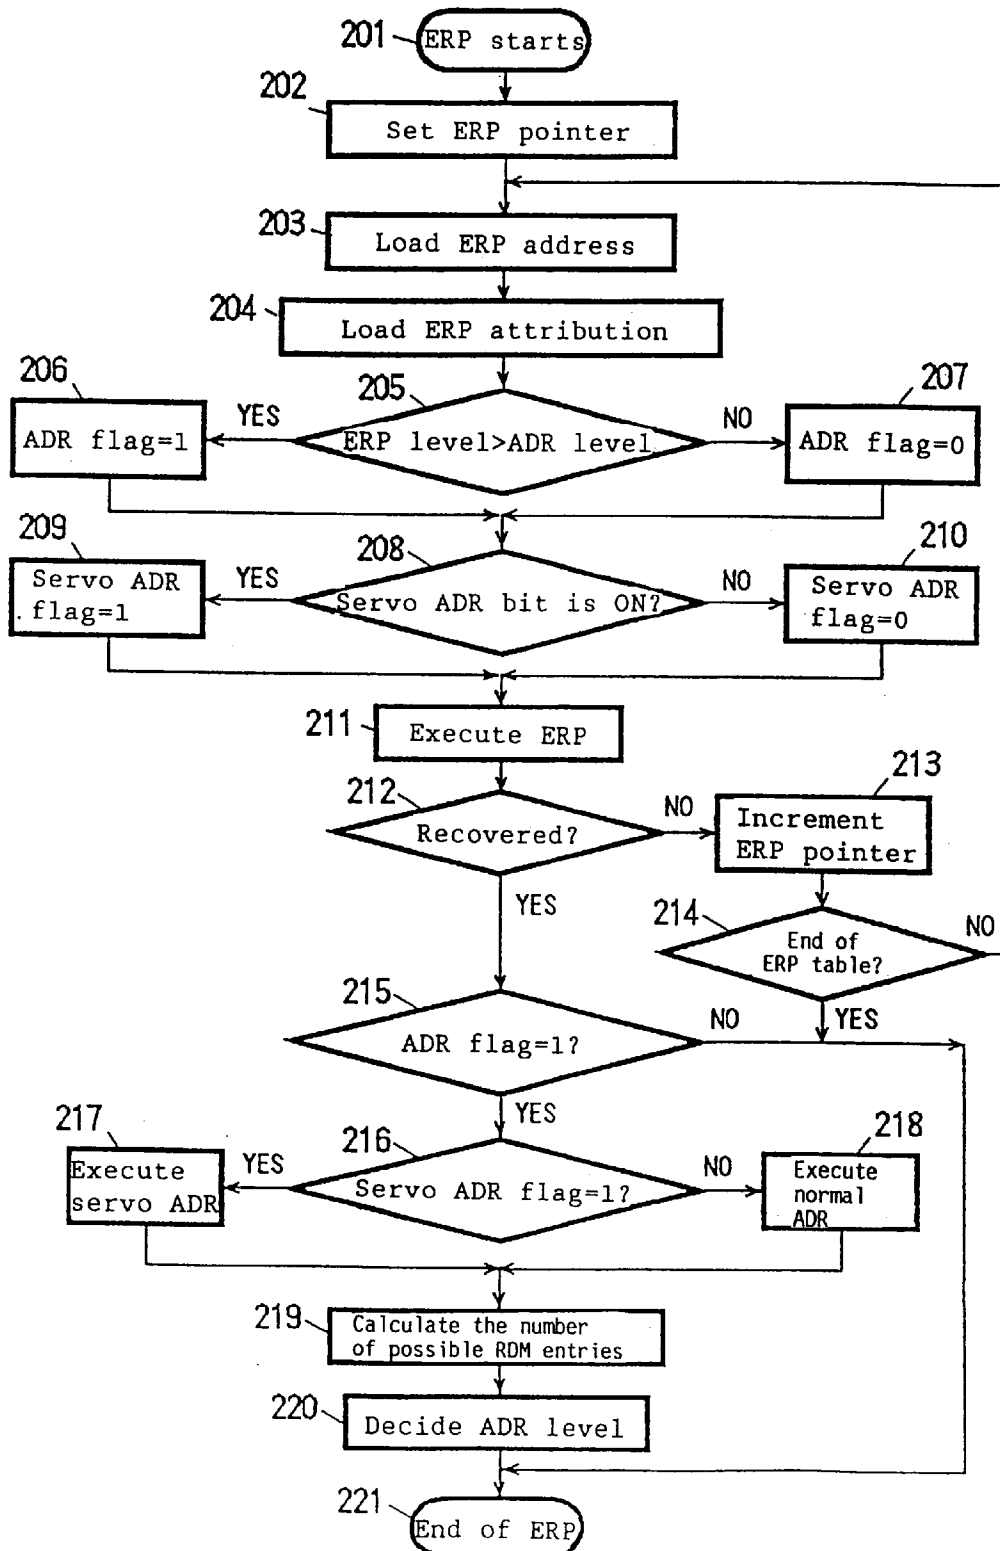 201
ERP starts
202
Set ERP pointer
203
Load ERP address
204
Load ERP attribution
205
ERP level>ADR level
206
YES
ADR flag=1
207
NO
ADR flag=0
208
Servo ADR bit is ON?
209
YES
Servo ADR
flag=1
210
NO
Servo ADR
flag=0
211
Execute ERP
212
Recovered?
NO
213
Increment
ERP pointer
YES
214
End of
ERP table?
NO
YES
215
ADR flag=1?
NO
YES
216
Servo ADR flag=1?
217
YES
Execute
servo ADR
218
NO
Execute
normal
ADR
219
Calculate the number
of possible RDM entries
220
Decide ADR level
221
End of ERP